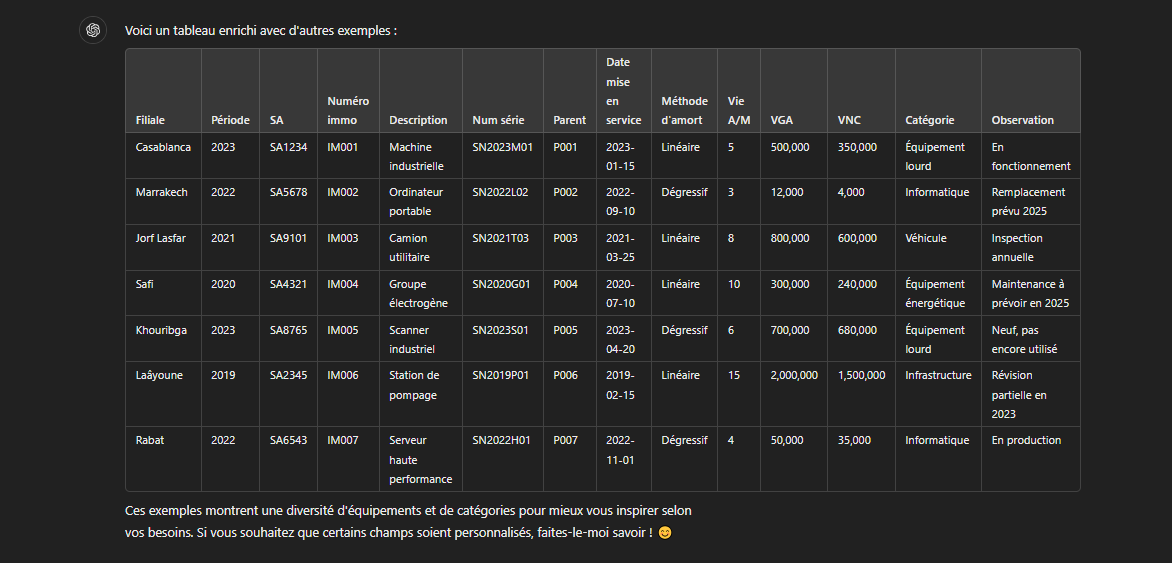 Voici un tableau enrichi avec d'autres exemples :
Filiale Période SA Numéro immo Description Num série Parent Date mise en service Méthode d'amort Vie A/M VGA VNC Catégorie Observation
Casablanca 2023 SA1234 IM001 Machine industrielle SN2023M01 P001 2023-01-15 Linéaire 5 500,000 350,000 Équipement lourd En fonctionnement
Marrakech 2022 SA5678 IM002 Ordinateur portable SN2022L02 P002 2022-09-10 Dégressif 3 12,000 4,000 Informatique Remplacement prévu 2025
Jorf Lasfar 2021 SA9101 IM003 Camion utilitaire SN2021T03 P003 2021-03-25 Linéaire 8 800,000 600,000 Véhicule Inspection annuelle
Safi 2020 SA4321 IM004 Groupe électrogène SN2020G01 P004 2020-07-10 Linéaire 10 300,000 240,000 Équipement énergétique Maintenance à prévoir en 2025
Khouribga 2023 SA8765 IM005 Scanner industriel SN2023S01 P005 2023-04-20 Dégressif 6 700,000 680,000 Équipement lourd Neuf, pas encore utilisé
Laâyoune 2019 SA2345 IM006 Station de pompage SN2019P01 P006 2019-02-15 Linéaire 15 2,000,000 1,500,000 Infrastructure Révision partielle en 2023
Rabat 2022 SA6543 IM007 Serveur haute performance SN2022H01 P007 2022-11-01 Dégressif 4 50,000 35,000 Informatique En production
Ces exemples montrent une diversité d'équipements et de catégories pour mieux vous inspirer selon
vos besoins. Si vous souhaitez que certains champs soient personnalisés, faites-le-moi savoir ! 😊